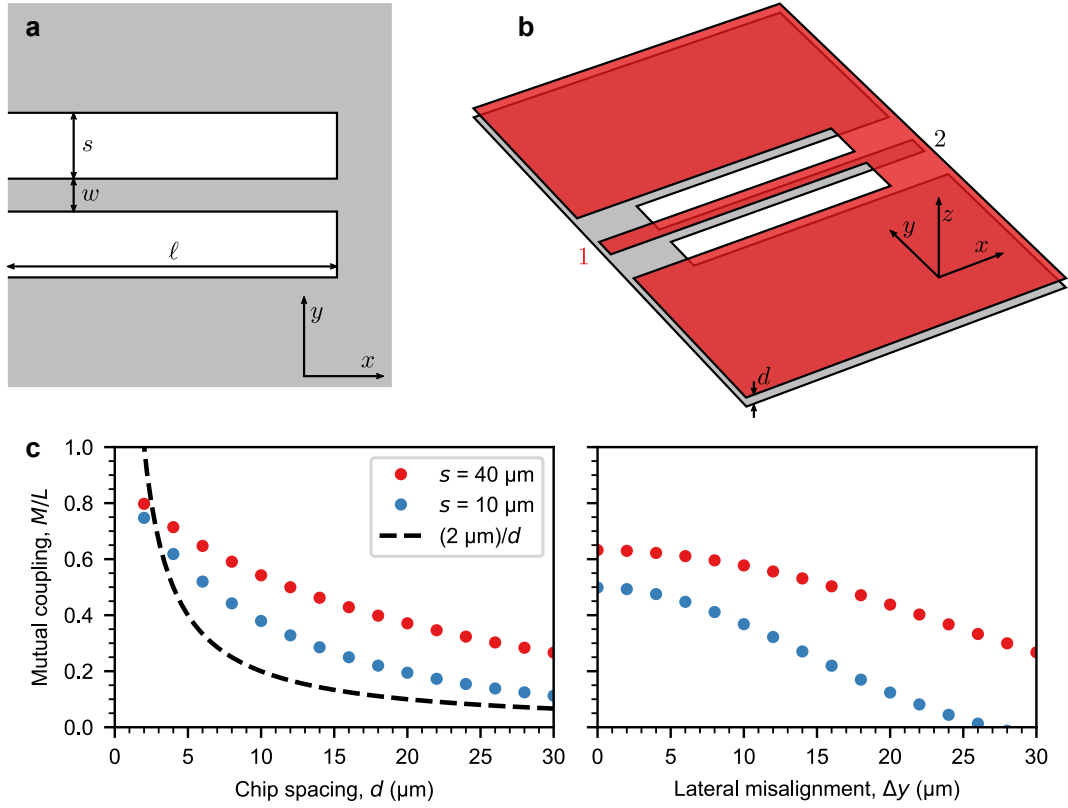 a
s
w
ℓ
y
x
b
2
1
z
y
x
d
c
1.0
0.8
0.6
0.4
0.2
0.0
Mutual coupling, M/L
s = 40 µm
s = 10 µm
(2 µm)/d
0 5 10 15 20 25 30
Chip spacing, d (µm)
0 5 10 15 20 25 30
Lateral misalignment, Δy (µm)